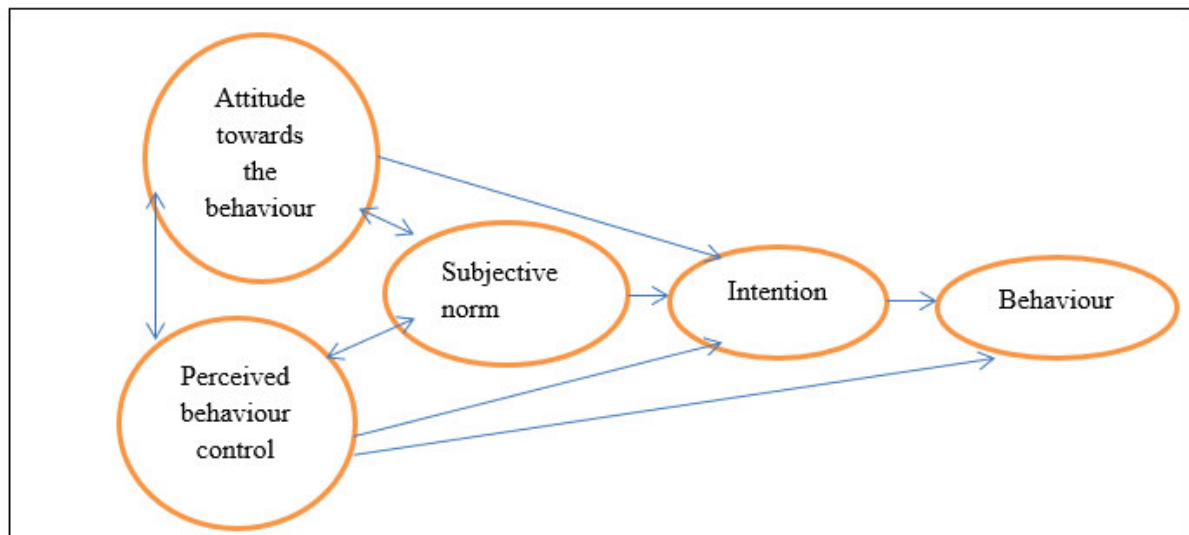 Attitude
towards
the
behaviour
Subjective
norm
Intention
Behaviour
Perceived
behaviour
control